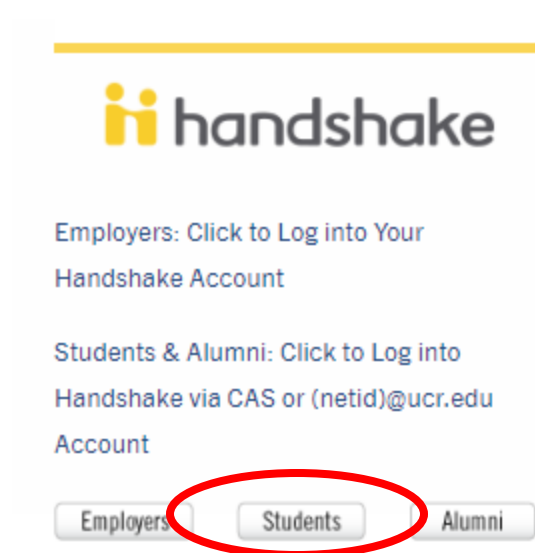 handshake
Employers: Click to Log into Your
Handshake Account
Students & Alumni: Click to Log into
Handshake via CAS or (netid)@ucr.edu
Account
Employers Students Alumni